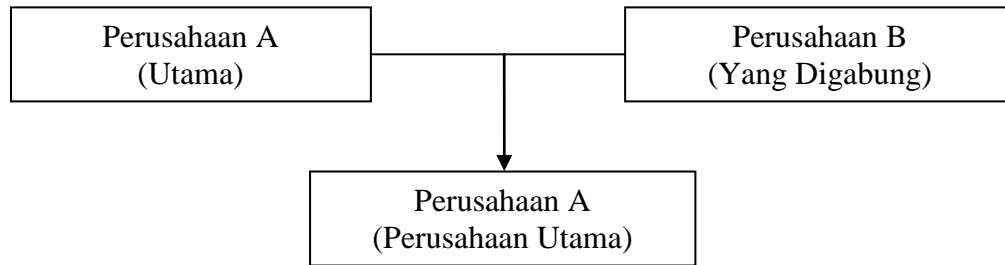 Perusahaan A
(Utama)
Perusahaan B
(Yang Digabung)
Perusahaan A
(Perusahaan Utama)